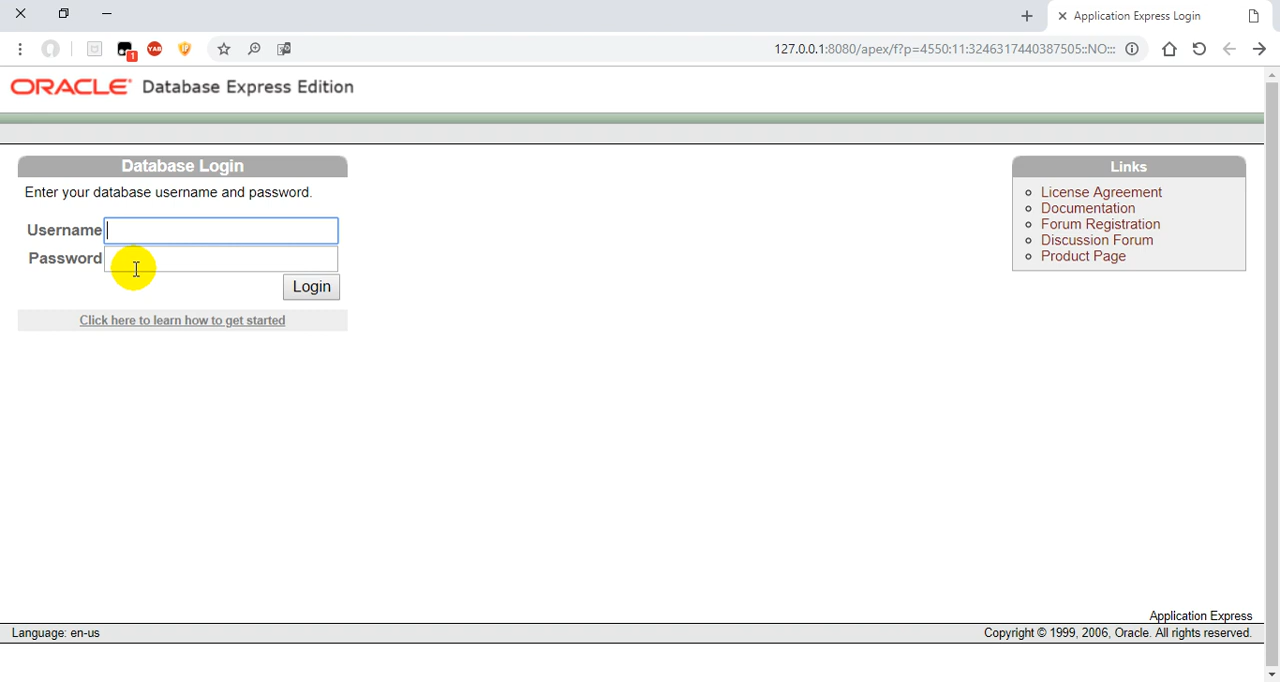 Application Express Login
127.0.0.1:8080/apex/f?p=4550:11:3246317440387505::NO:::
1
YAB
IP
ORACLE® Database Express Edition
Database Login
Enter your database username and password.
Username
Password
Login
Click here to learn how to get started
Links
License Agreement
Documentation
Forum Registration
Discussion Forum
Product Page
Application Express
Language: en-us
Copyright © 1999, 2006, Oracle. All rights reserved.